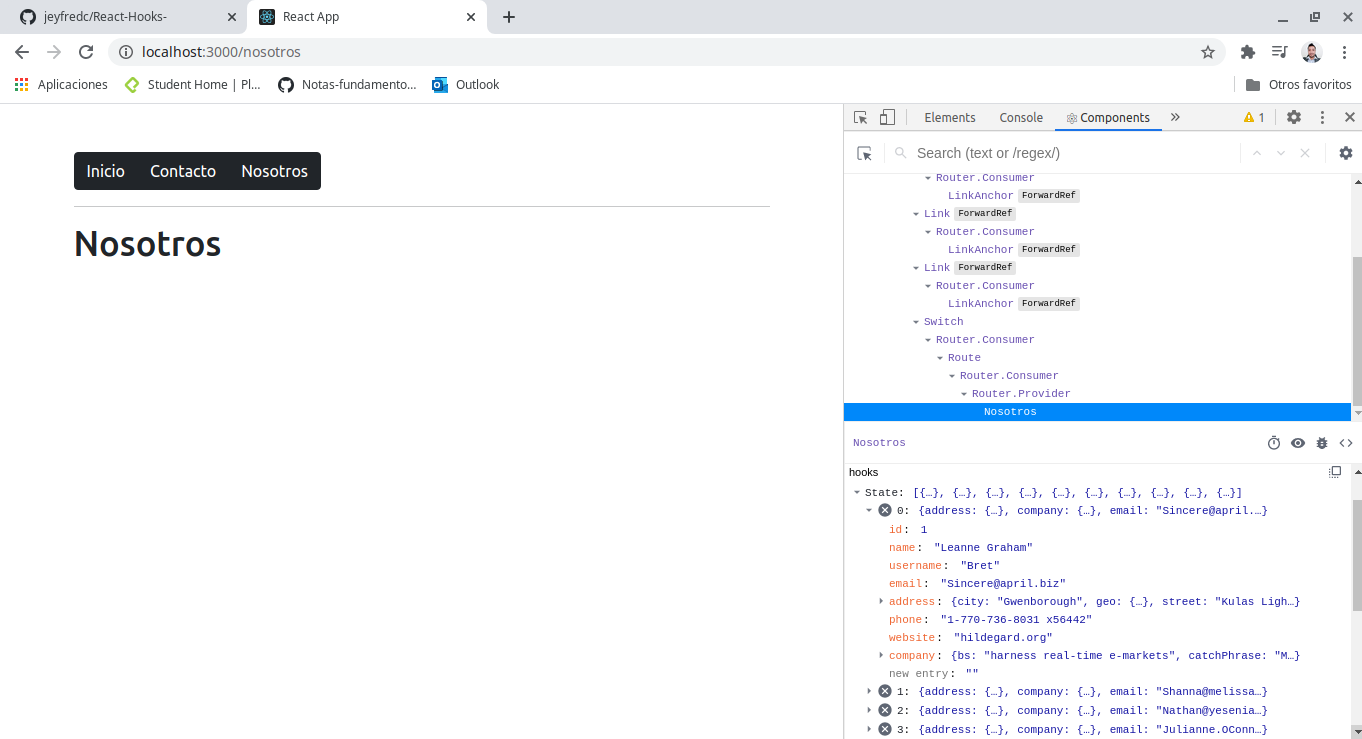 jeyfredc/React-Hooks-
React App
localhost:3000/nosotros
Aplicaciones
Student Home | Pl...
Notas-fundamento...
Outlook
Otros favoritos
Inicio Contacto Nosotros
Nosotros
Elements Console Components » 1
Search (text or /regex/)
Router.Consumer
LinkAnchor ForwardRef
Link ForwardRef
Router.Consumer
LinkAnchor ForwardRef
Link ForwardRef
Router.Consumer
LinkAnchor ForwardRef
Switch
Router.Consumer
Route
Router.Consumer
Router.Provider
Nosotros
Nosotros
hooks
State: [{…}, {…}, {…}, {…}, {…}, {…}, {…}, {…}, {…}, {…}]
0: {address: {…}, company: {…}, email: "Sincere@april.…}
id: 1
name: "Leanne Graham"
username: "Bret"
email: "Sincere@april.biz"
address: {city: "Gwenborough", geo: {…}, street: "Kulas Ligh…}
phone: "1-770-736-8031 x56442"
website: "hildegard.org"
company: {bs: "harness real-time e-markets", catchPhrase: "M…}
new entry: ""
1: {address: {…}, company: {…}, email: "Shanna@melissa…}
2: {address: {…}, company: {…}, email: "Nathan@yesenia…}
3: {address: {…}, company: {…}, email: "Julianne.OConn…}